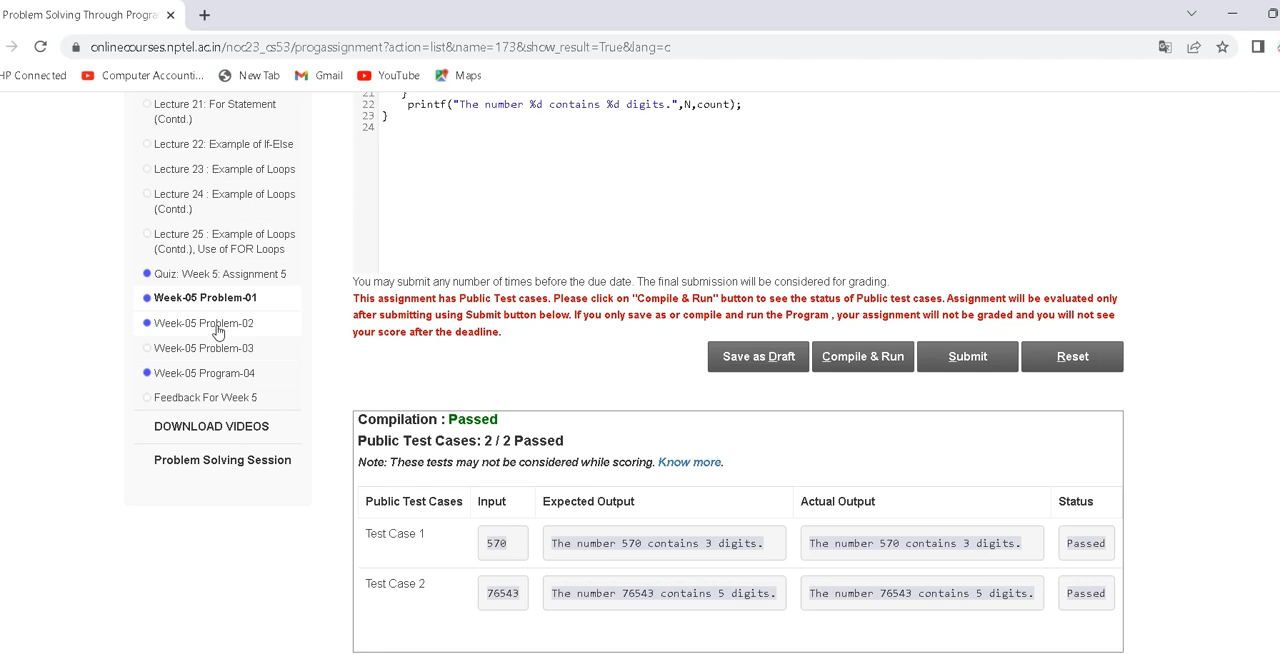 Problem Solving Through Progra
onlinecourses.nptel.ac.in/noc23_cs53/progassignment?action=list&name=173&show_result=True&lang=c
HP Connected
Computer Accounti...
New Tab
Gmail
YouTube
Maps
Lecture 21: For Statement
(Contd.)
Lecture 22: Example of If-Else
Lecture 23 : Example of Loops
Lecture 24 : Example of Loops
(Contd.)
Lecture 25 : Example of Loops
(Contd.), Use of FOR Loops
Quiz: Week 5: Assignment 5
Week-05 Problem-01
Week-05 Problem-02
Week-05 Problem-03
Week-05 Program-04
Feedback For Week 5
DOWNLOAD VIDEOS
Problem Solving Session
21 }
22 printf("The number %d contains %d digits.",N,count);
23 }
24
You may submit any number of times before the due date. The final submission will be considered for grading.
This assignment has Public Test cases. Please click on "Compile & Run" button to see the status of Public test cases. Assignment will be evaluated only
after submitting using Submit button below. If you only save as or compile and run the Program , your assignment will not be graded and you will not see
your score after the deadline.
Save as Draft
Compile & Run
Submit
Reset
Compilation : Passed
Public Test Cases: 2 / 2 Passed
Note: These tests may not be considered while scoring. Know more.
Public Test Cases Input Expected Output Actual Output Status
Test Case 1 570 The number 570 contains 3 digits. The number 570 contains 3 digits. Passed
Test Case 2 76543 The number 76543 contains 5 digits. The number 76543 contains 5 digits. Passed